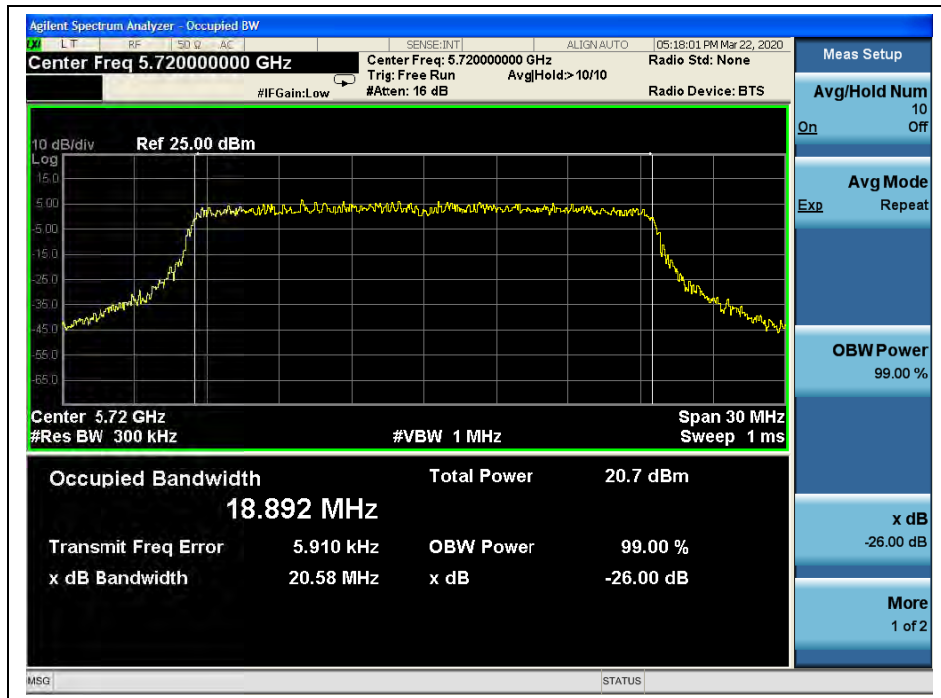 Agilent Spectrum Analyzer - Occupied BW
LXI LT RF 50 Ω AC SENSE:INT ALIGN AUTO 05:18:01 PM Mar 22, 2020
Center Freq 5.720000000 GHz
Center Freq: 5.720000000 GHz
Radio Std: None
Trig: Free Run Avg|Hold:>10/10
#IFGain:Low
#Atten: 16 dB
Radio Device: BTS
10 dB/div Ref 25.00 dBm
Log
15.0
5.00
-5.00
-15.0
-25.0
-35.0
-45.0
-55.0
-65.0
Center 5.72 GHz Span 30 MHz
#Res BW 300 kHz #VBW 1 MHz Sweep 1 ms
Occupied Bandwidth Total Power 20.7 dBm
18.892 MHz
Transmit Freq Error 5.910 kHz OBW Power 99.00 %
x dB Bandwidth 20.58 MHz x dB -26.00 dB
Meas Setup
Avg/Hold Num
10
On Off
Avg Mode
Exp Repeat
OBW Power
99.00 %
x dB
-26.00 dB
More
1 of 2
MSG STATUS